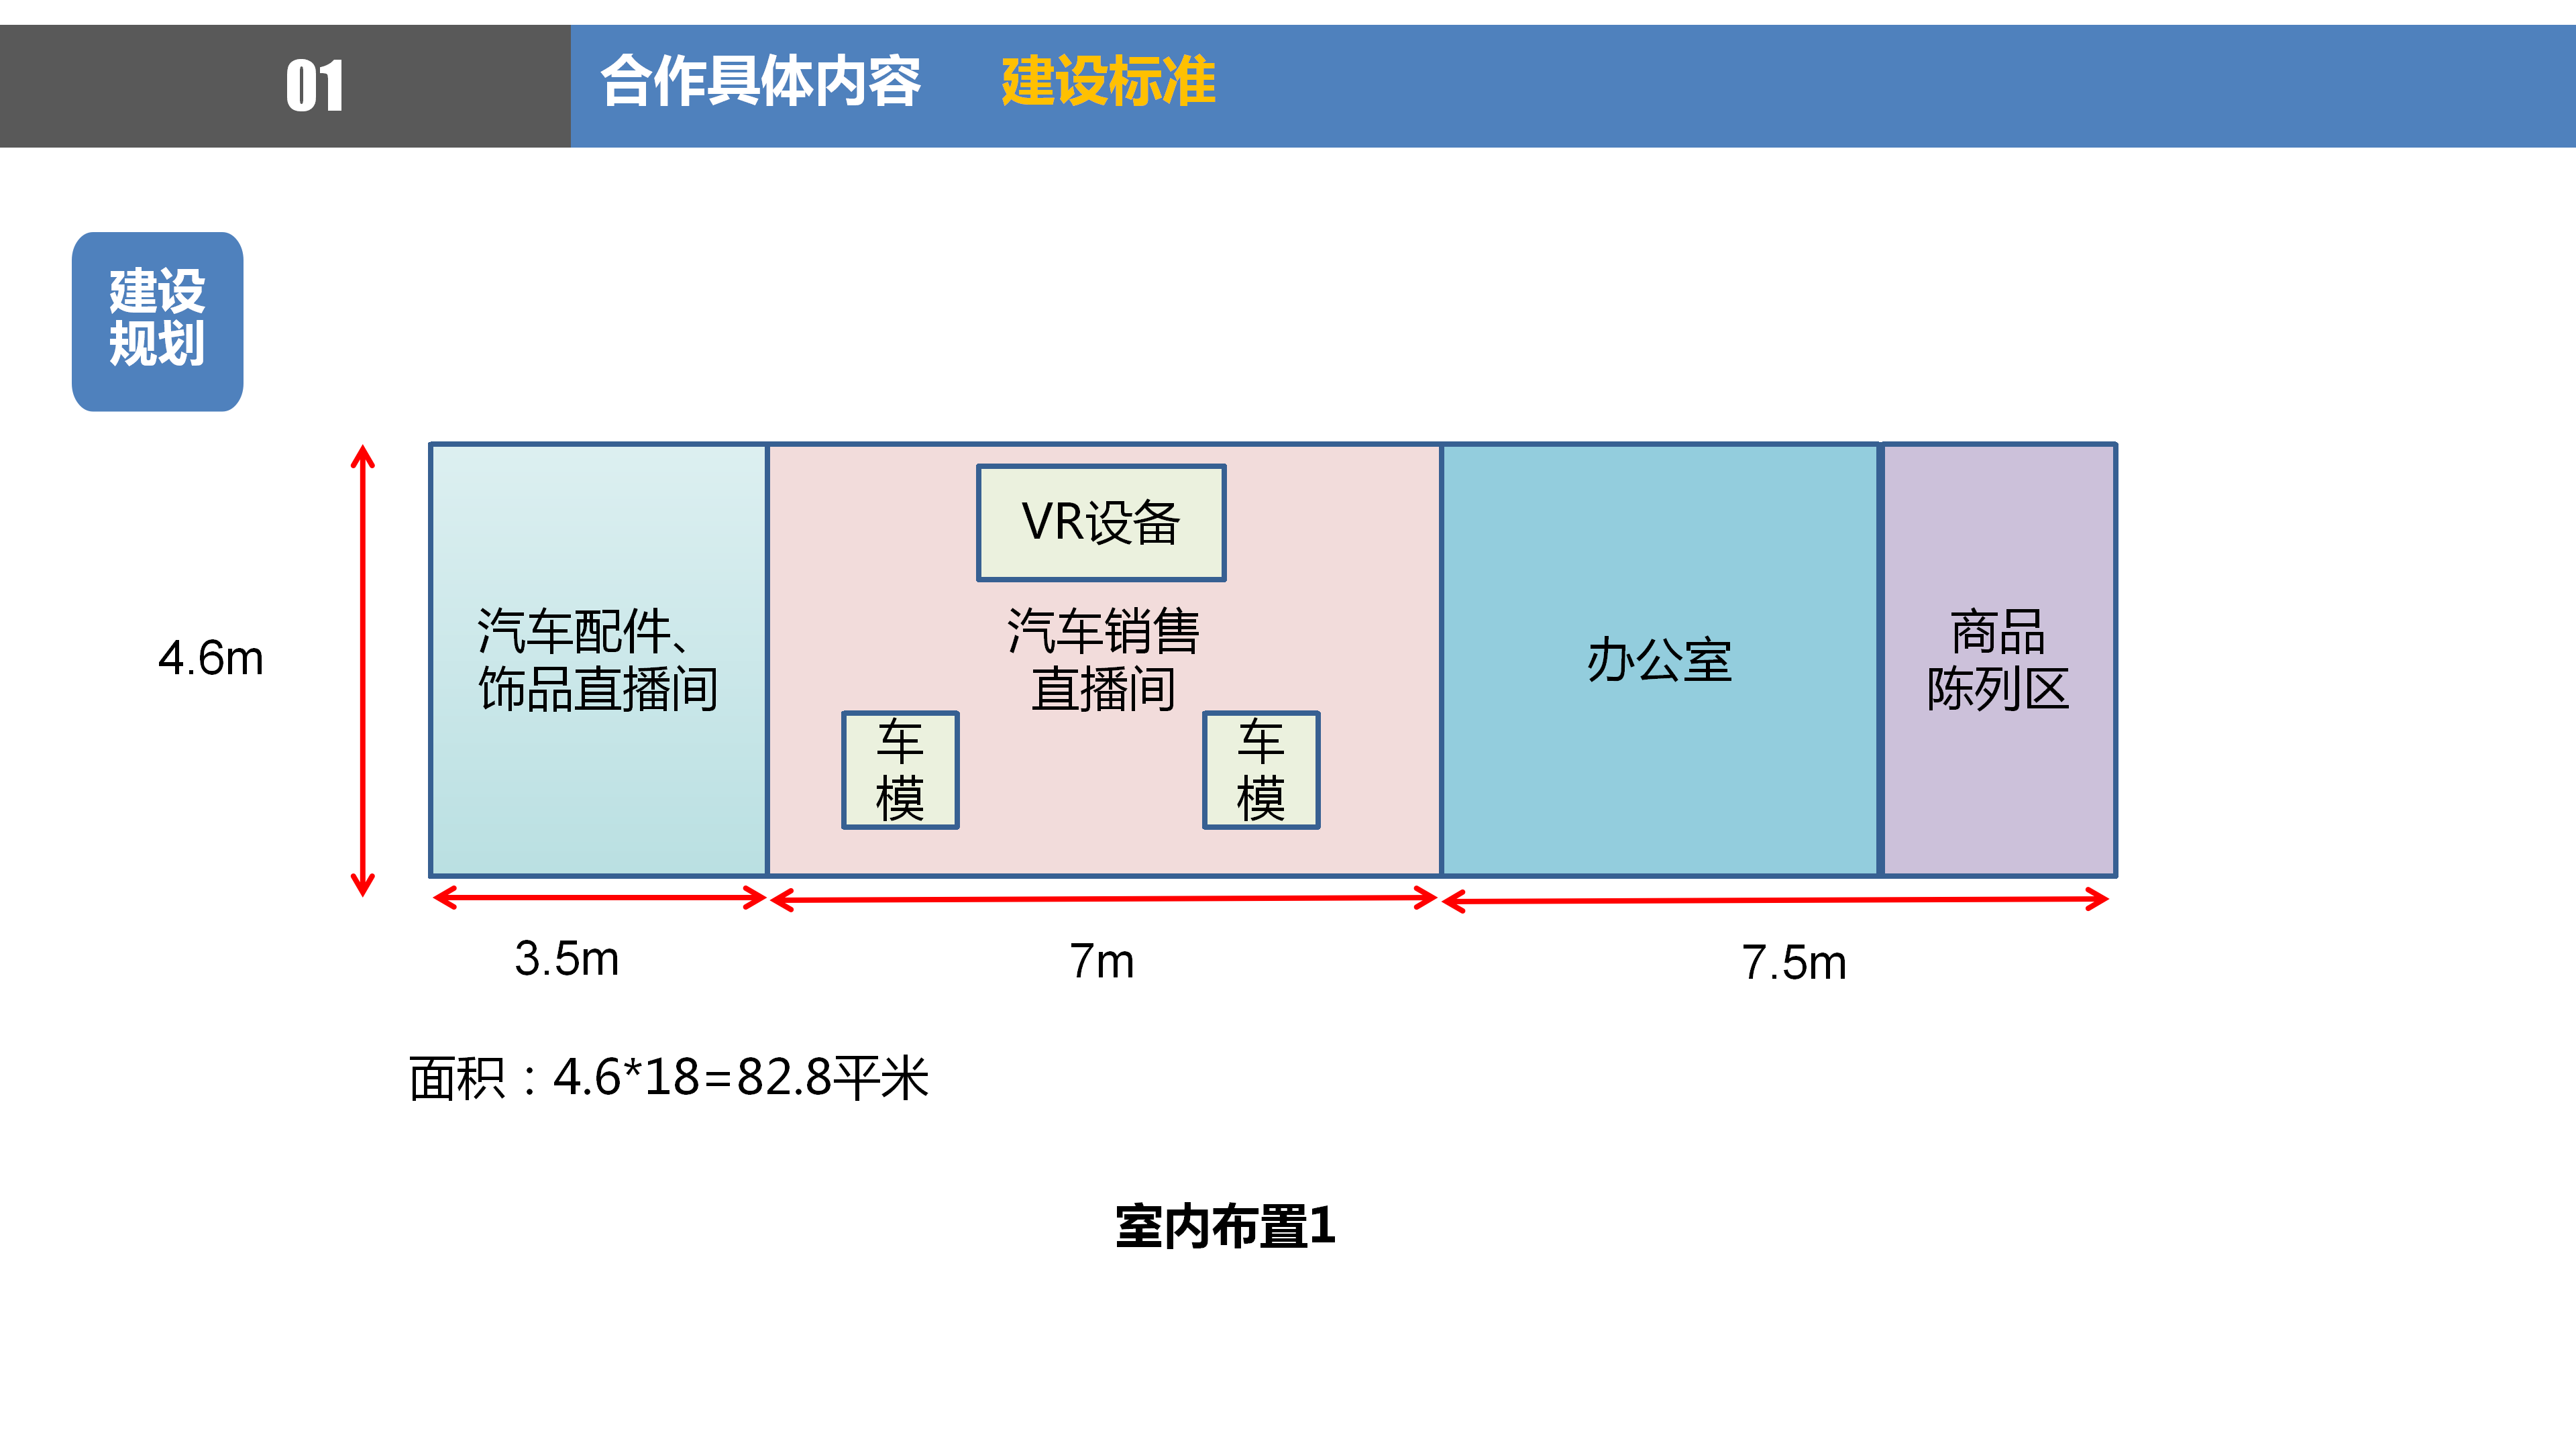 01
合作具体内容 建设标准
建设
规划
VR设备
汽车配件、
饰品直播间
汽车销售
直播间
办公室
商品
陈列区
4.6m
车
模
车
模
3.5m
7m
7.5m
面积：4.6*18=82.8平米
室内布置1